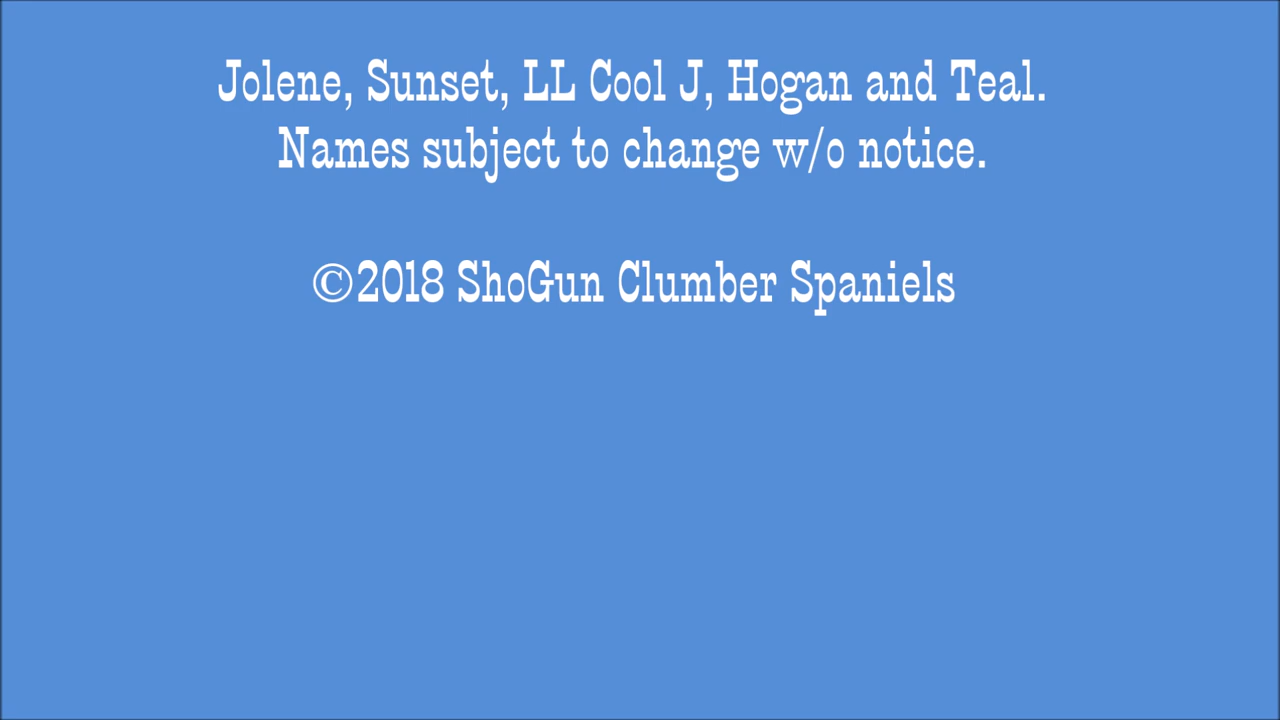 Jolene, Sunset, LL Cool J, Hogan and Teal.
Names subject to change w/o notice.
©2018 ShoGun Clumber Spaniels